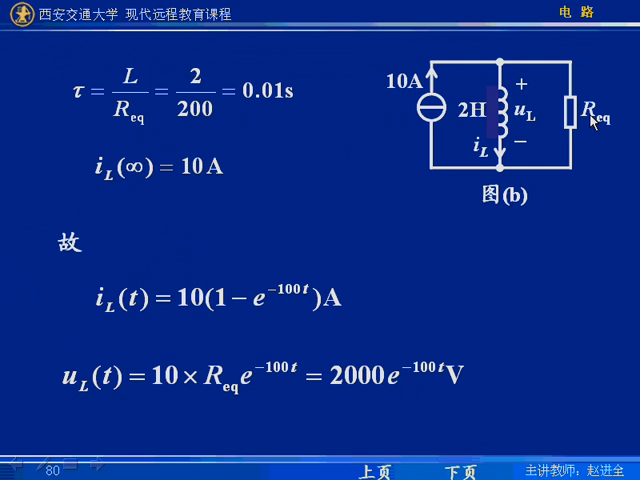 西安交通大学 现代远程教育课程
电 路
τ = L / R_eq = 2 / 200 = 0.01s
i_L(∞) = 10 A
10A
2H
+
u_L
−
i_L
R_eq
图(b)
故
i_L(t) = 10(1 − e^{−100t})A
u_L(t) = 10 × R_eq e^{−100t} = 2000e^{−100t}V
80
上页
下页
主讲教师：赵进全